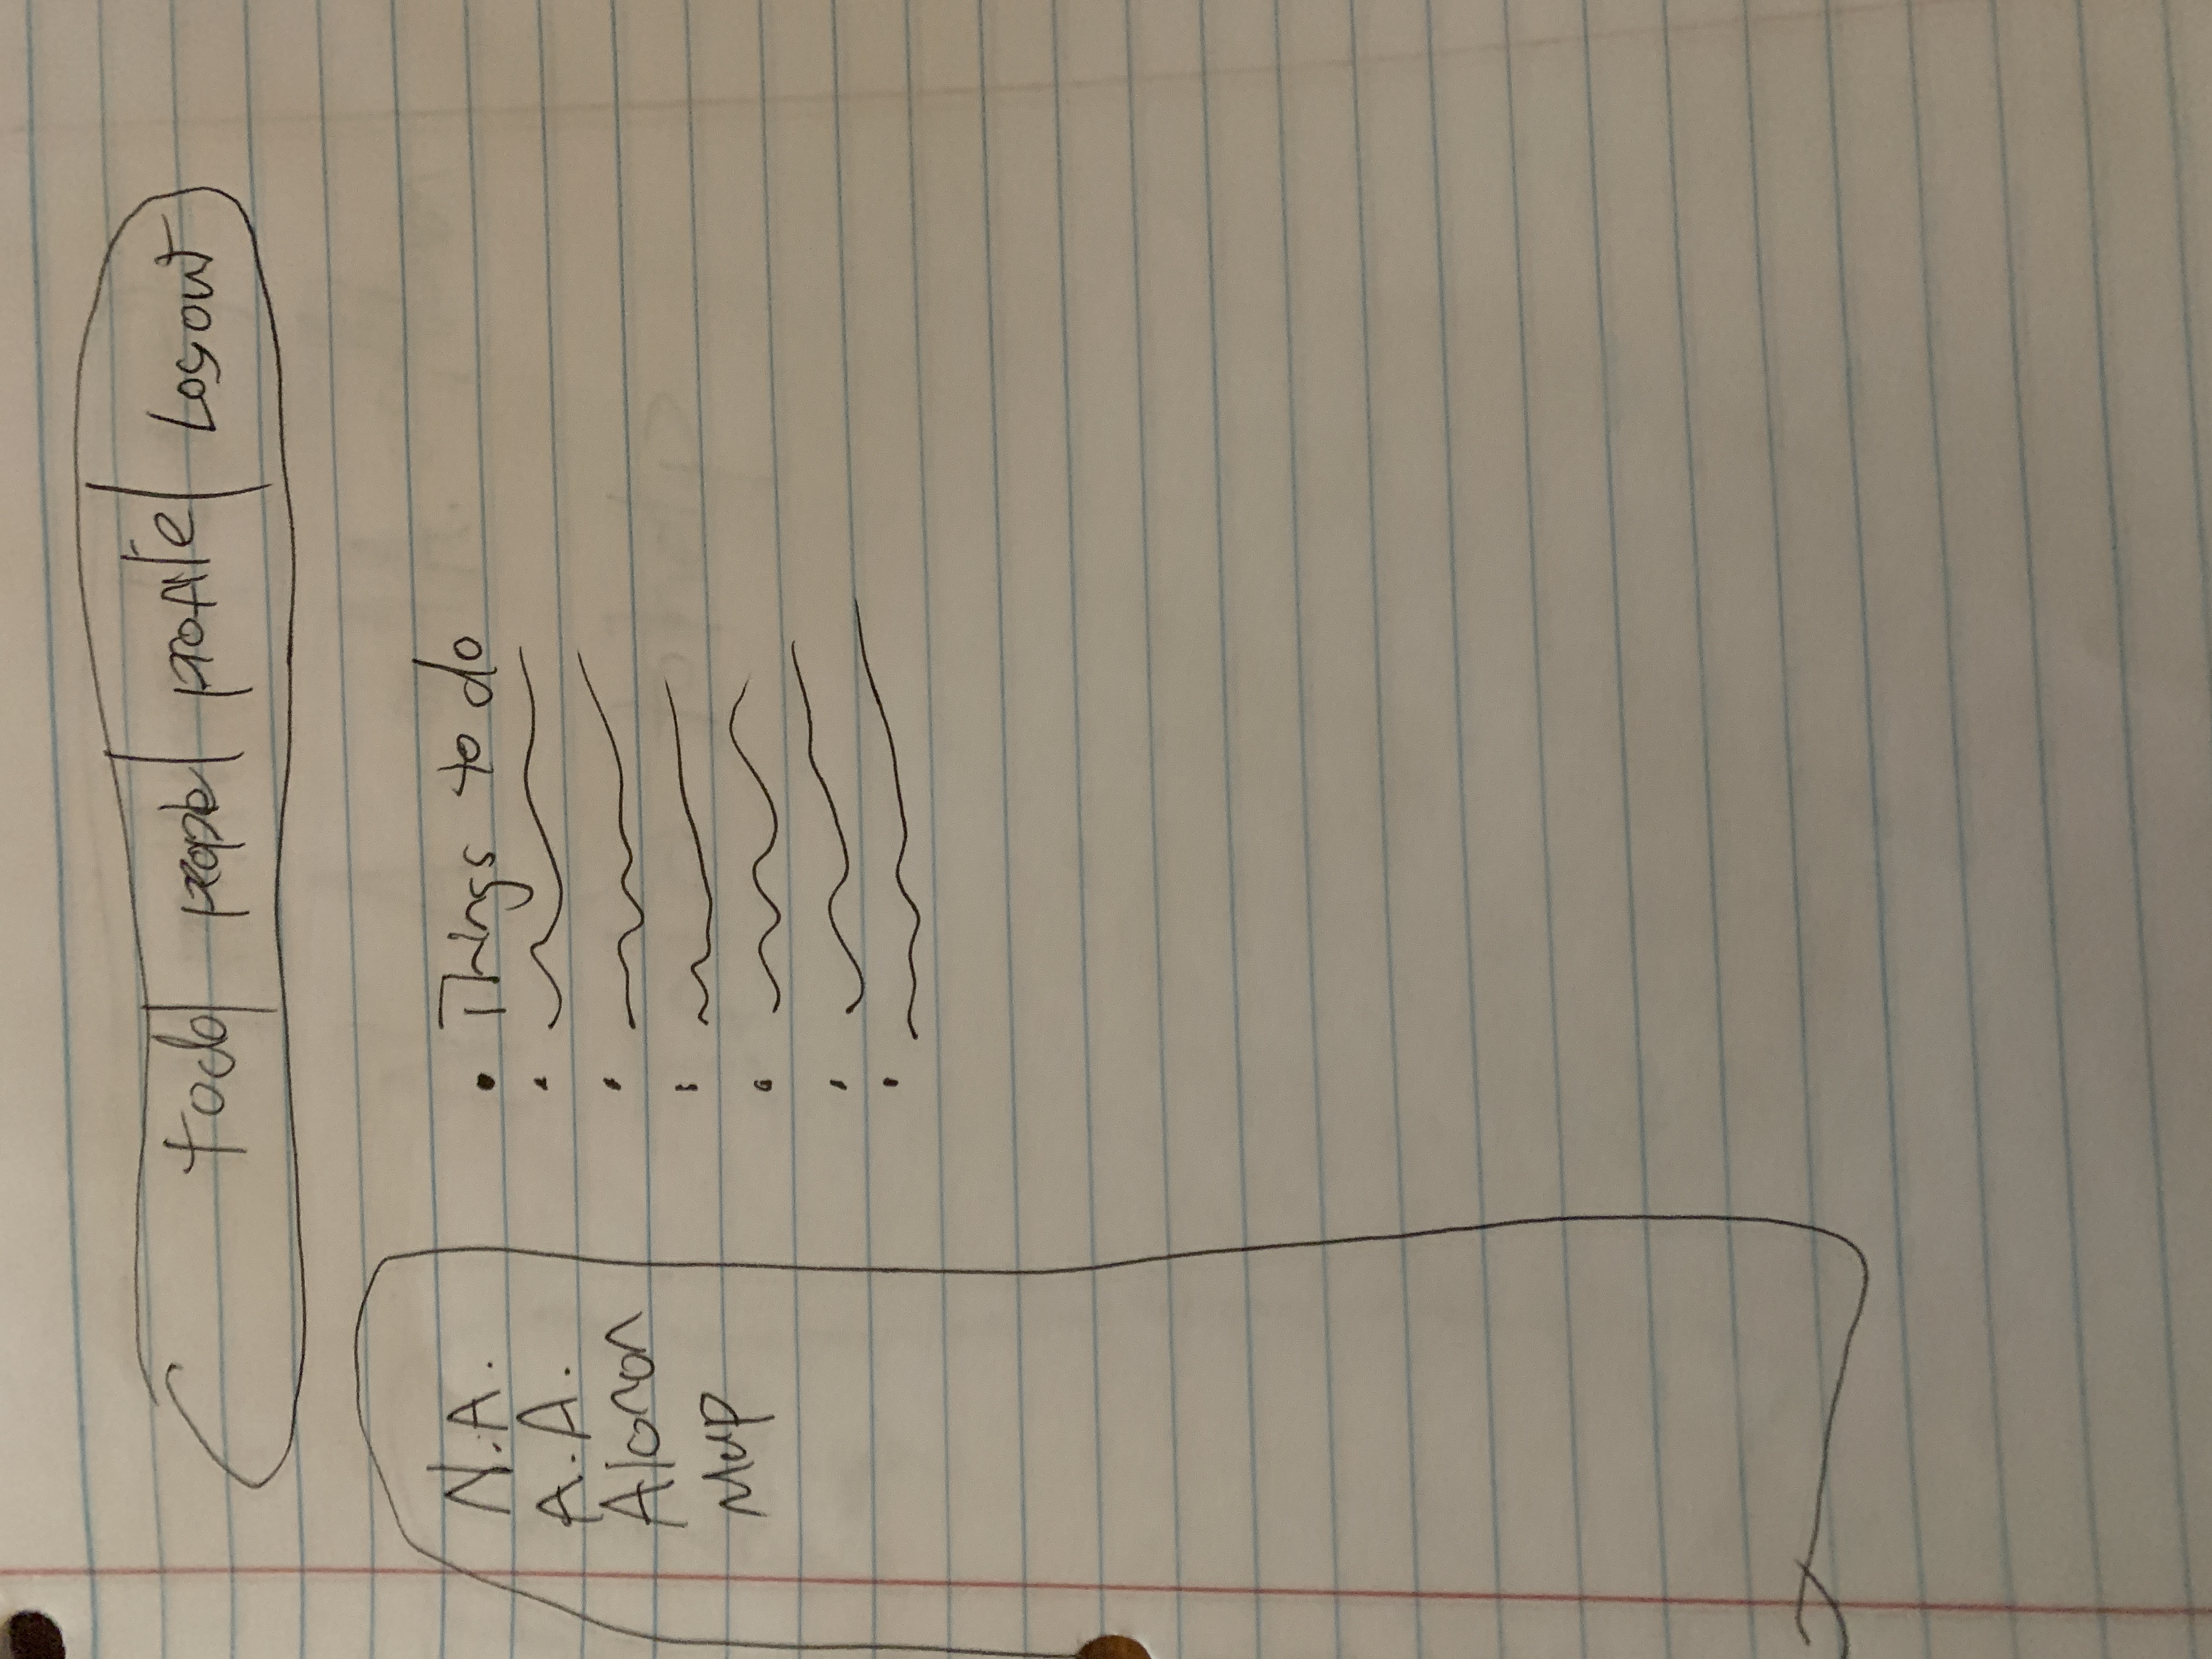 todo | people | profile | Logout
N.A.
A.A.
Alanon
Map
• Things to do